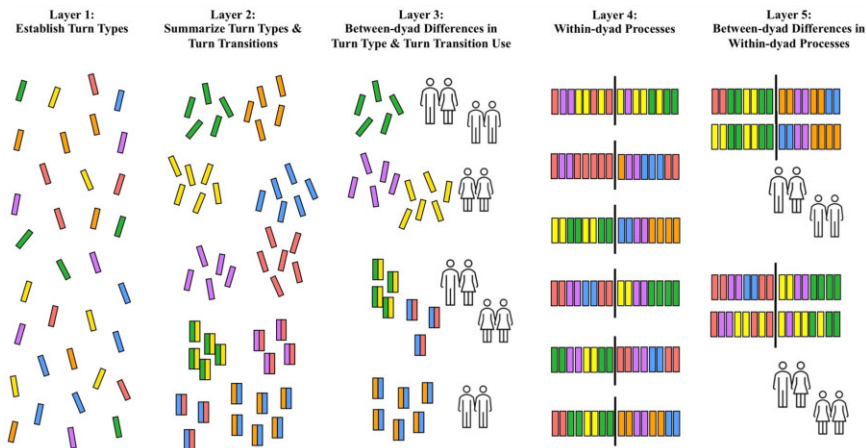 Layer 1:
Establish Turn Types
Layer 2:
Summarize Turn Types &
Turn Transitions
Layer 3:
Between-dyad Differences in
Turn Type & Turn Transition Use
Layer 4:
Within-dyad Processes
Layer 5:
Between-dyad Differences in
Within-dyad Processes